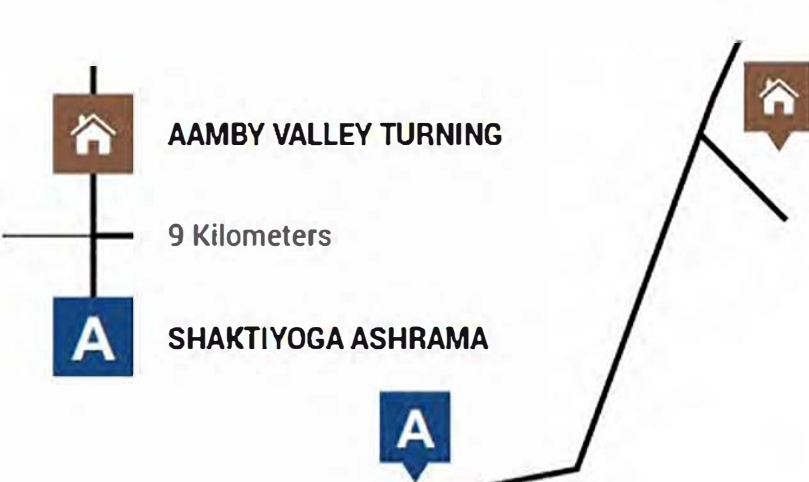 AAMBY VALLEY TURNING
9 Kilometers
A SHAKTIYOGA ASHRAMA
A